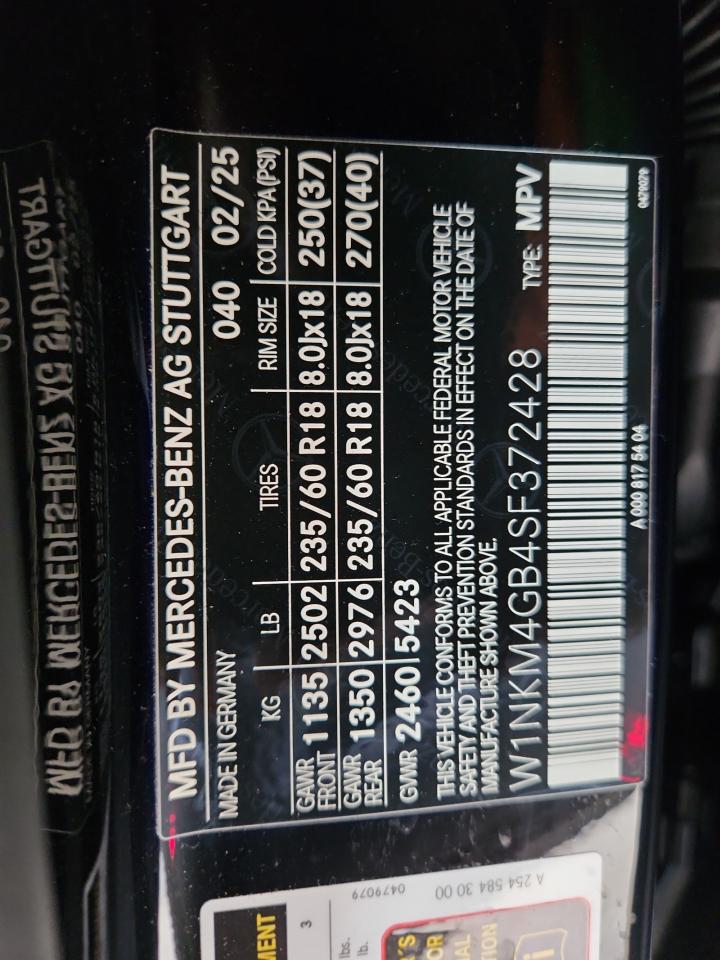 MFD BY MERCEDES-BENZ AG STUTTGART
MADE IN GERMANY 040 02/25
KG LB TIRES RIM SIZE COLD KPA(PSI)
GAWR FRONT 1135 2502 235/60 R18 8.0Jx18 250(37)
GAWR REAR 1350 2976 235/60 R18 8.0Jx18 270(40)
GVWR 2460 5423
THIS VEHICLE CONFORMS TO ALL APPLICABLE FEDERAL MOTOR VEHICLE
SAFETY AND THEFT PREVENTION STANDARDS IN EFFECT ON THE DATE OF
MANUFACTURE SHOWN ABOVE.
W1NKM4GB4SF372428 TYPE: MPV
A 000 817 54 04
0479079
A 254 584 30 00
0479079
3
lbs.
lb.